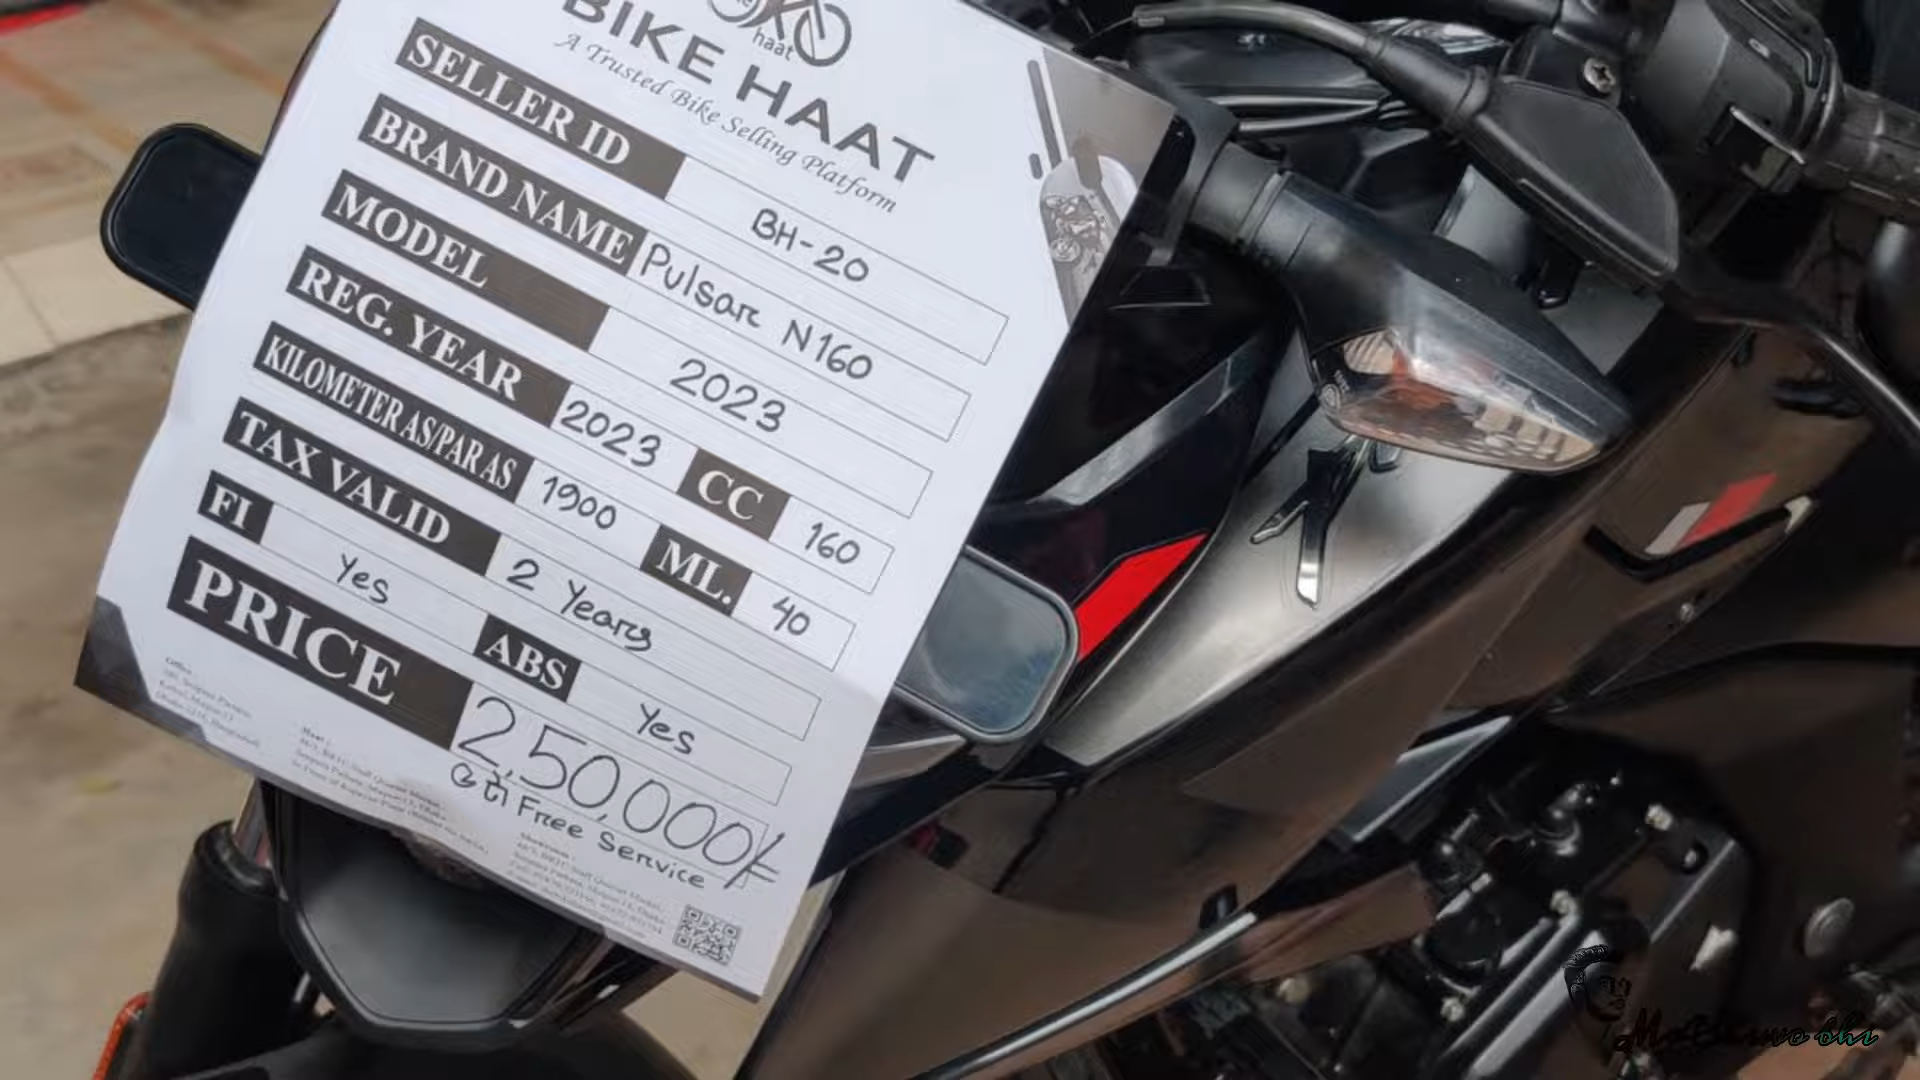 haat
BIKE HAAT
A Trusted Bike Selling Platform
SELLER ID BH-20
BRAND NAME Pulsar N160
MODEL 2023
REG. YEAR 2023 CC 160
KILOMETER AS/PAR AS 1900 ML. 40
TAX VALID 2 Years
FI Yes ABS Yes
PRICE 2,50,000/=
৩ টা Free Service